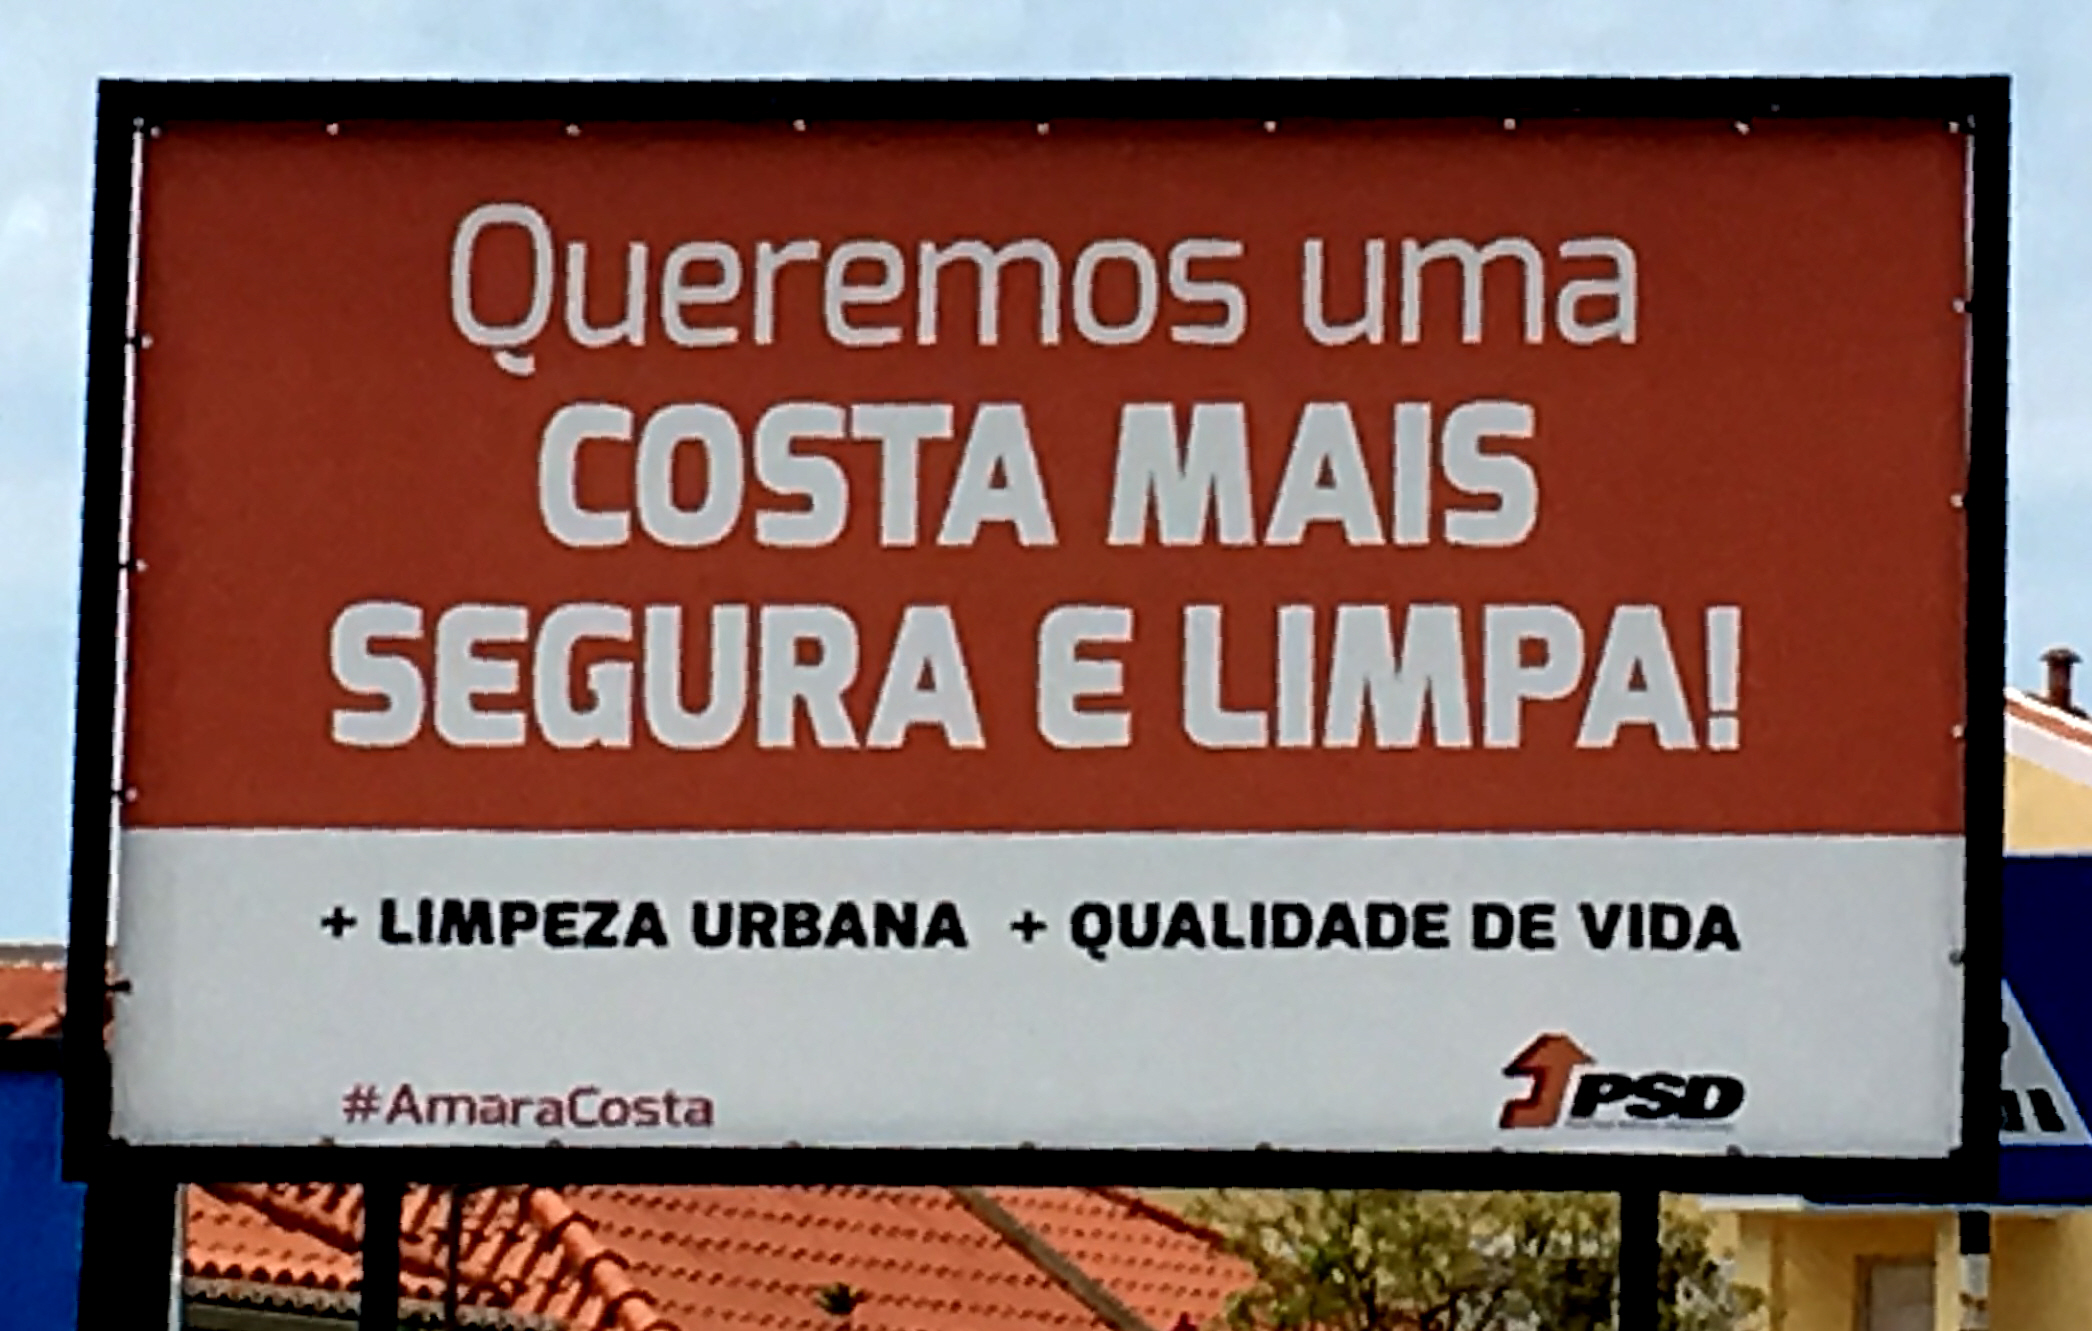 Queremos uma
COSTA MAIS
SEGURA E LIMPA!
+ LIMPEZA URBANA + QUALIDADE DE VIDA
#AmaraCosta
PSD